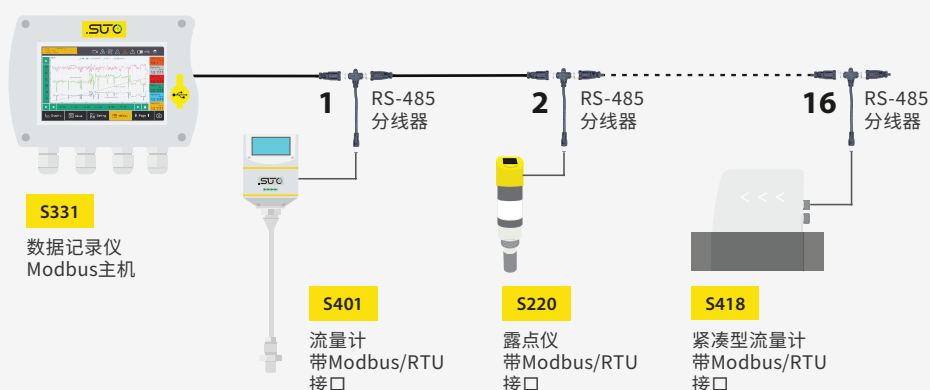 SUTO
1
RS-485
分线器
2
RS-485
分线器
16
RS-485
分线器
SUTO
S331
数据记录仪
Modbus主机
S401
流量计
带Modbus/RTU
接口
S220
露点仪
带Modbus/RTU
接口
S418
紧凑型流量计
带Modbus/RTU
接口